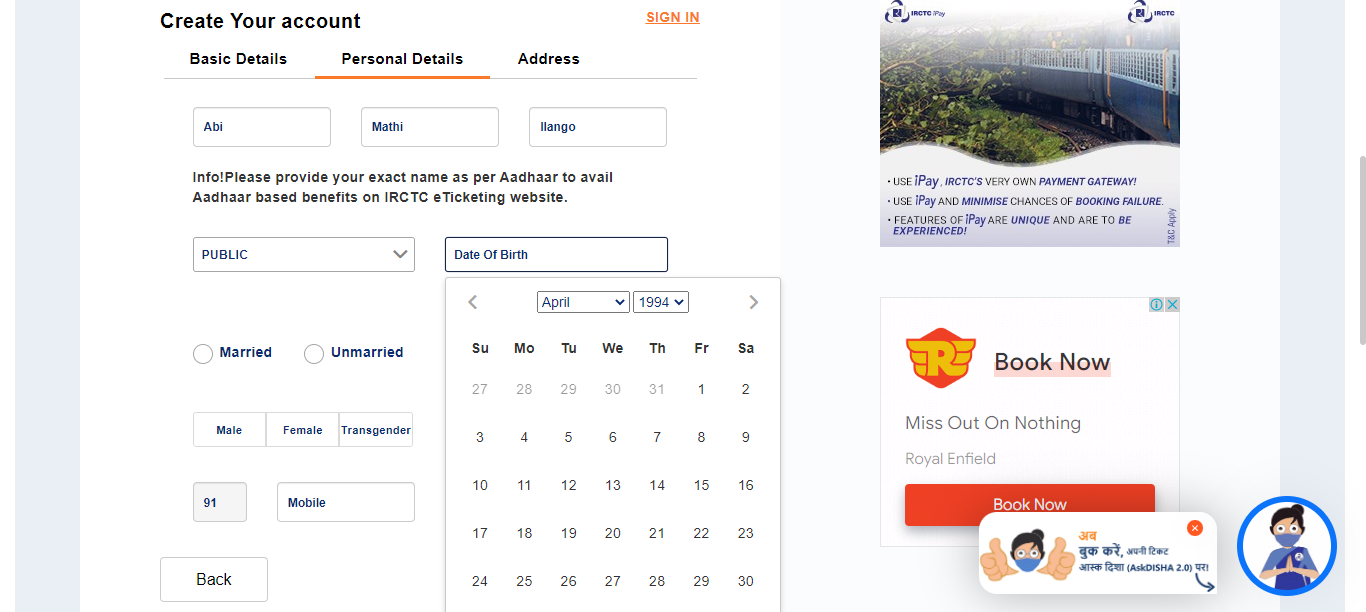 Create Your account
SIGN IN
Basic Details Personal Details Address
Abi Mathi Ilango
Info!Please provide your exact name as per Aadhaar to avail
Aadhaar based benefits on IRCTC eTicketing website.
PUBLIC
Date Of Birth
April 1994
Su Mo Tu We Th Fr Sa
27 28 29 30 31 1 2
3 4 5 6 7 8 9
10 11 12 13 14 15 16
17 18 19 20 21 22 23
24 25 26 27 28 29 30
Married Unmarried
Male Female Transgender
91 Mobile
Back
IRCTC iPay
IRCTC
• USE iPay , IRCTC'S VERY OWN PAYMENT GATEWAY!
• USE iPay AND MINIMISE CHANCES OF BOOKING FAILURE.
• FEATURES OF iPay ARE UNIQUE AND ARE TO BE
EXPERIENCED!
T&C Apply
R
Book Now
Miss Out On Nothing
Royal Enfield
Book Now
अब
बुक करें, अपनी टिकट
आस्क दिशा (AskDISHA 2.0) पर!